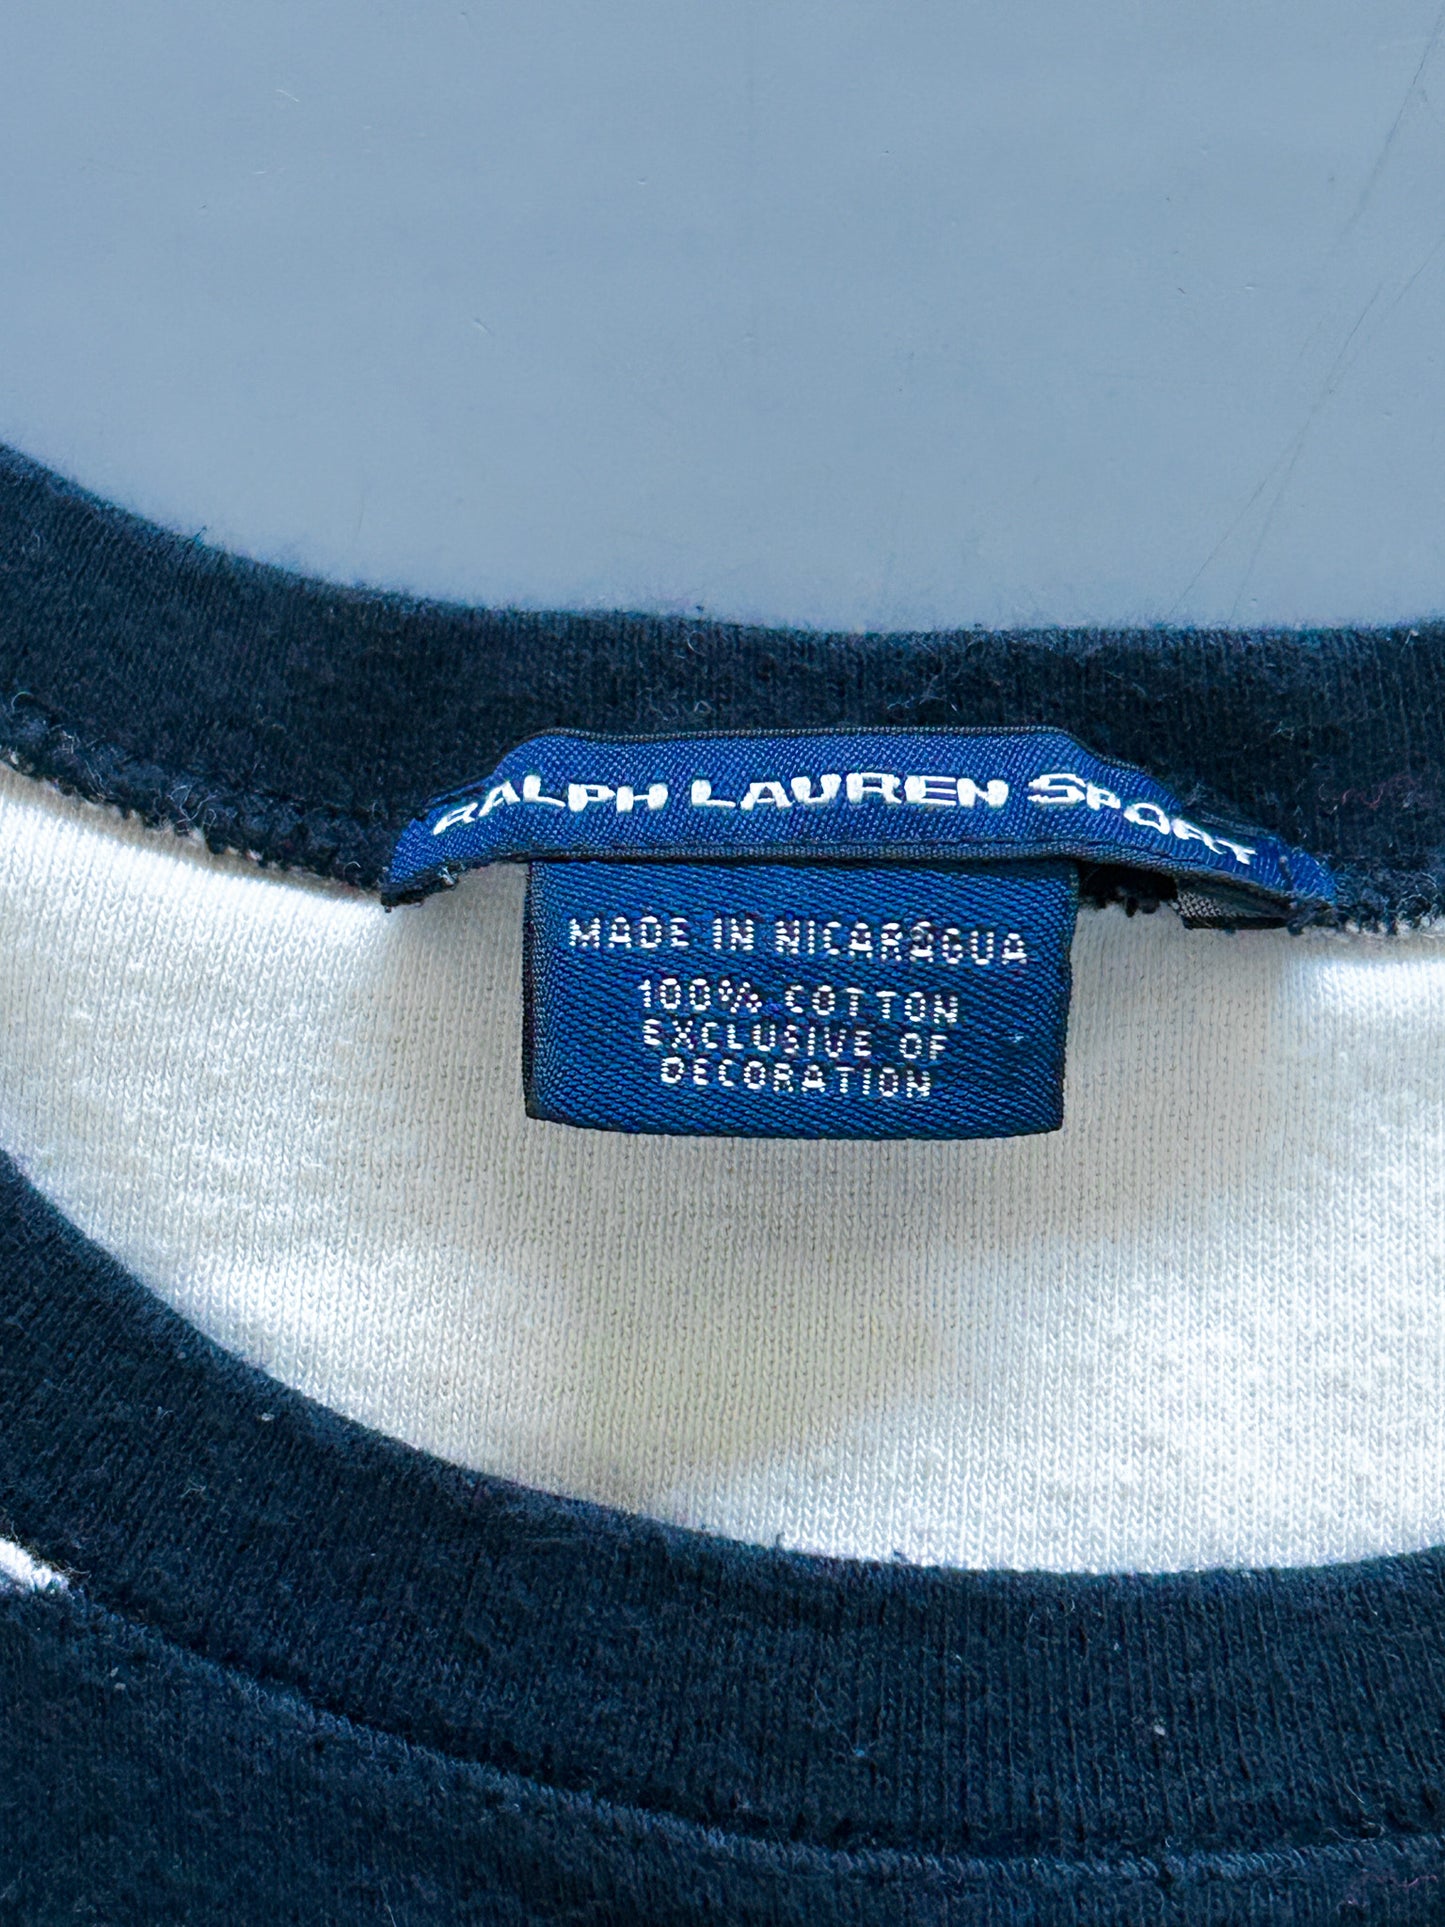 RALPH LAUREN SPORT
MADE IN NICARAGUA
100% COTTON
EXCLUSIVE OF
DECORATION